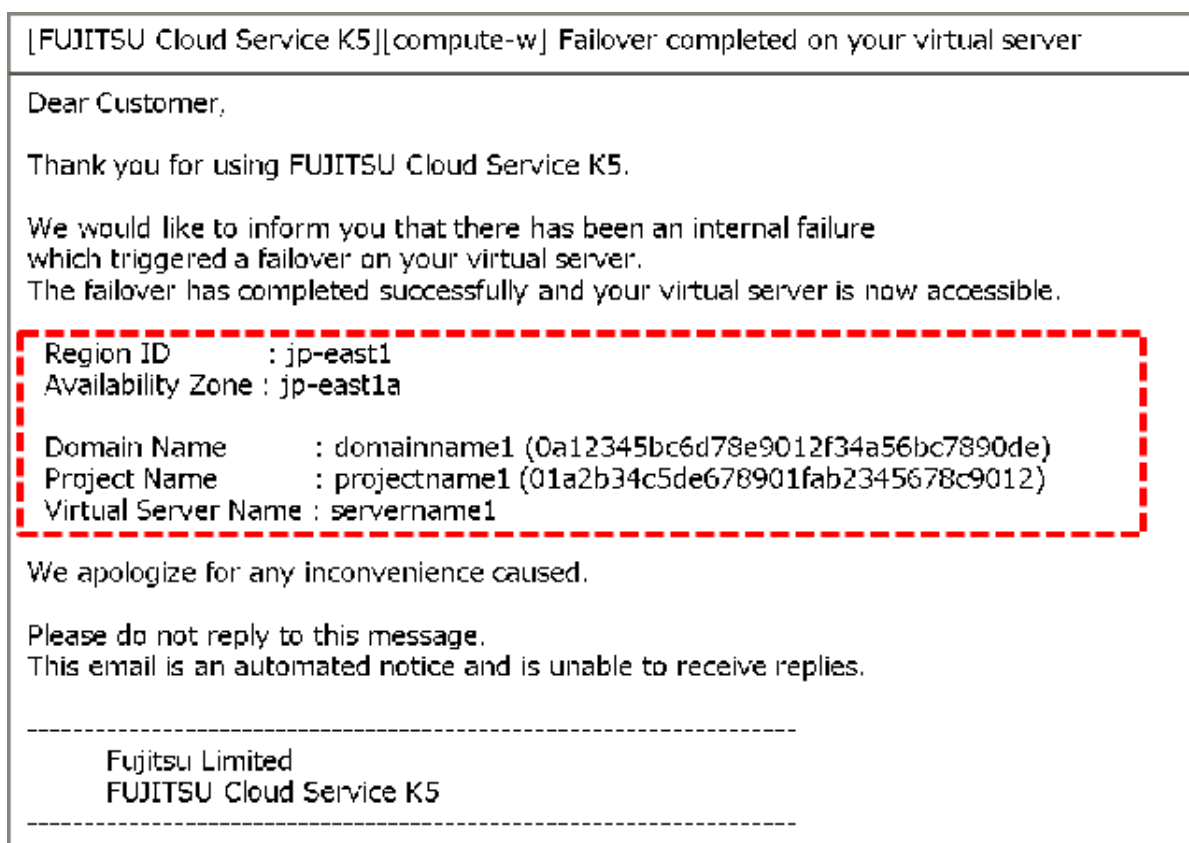 [FUJITSU Cloud Service K5][compute-w] Failover completed on your virtual server
Dear Customer,
Thank you for using FUJITSU Cloud Service K5.
We would like to inform you that there has been an internal failure
which triggered a failover on your virtual server.
The failover has completed successfully and your virtual server is now accessible.
Region ID : jp-east1
Availability Zone : jp-east1a
Domain Name : domainname1 (0a12345bc6d78e9012f34a56bc7890de)
Project Name : projectname1 (01a2b34c5de678901fab2345678c9012)
Virtual Server Name : servername1
We apologize for any inconvenience caused.
Please do not reply to this message.
This email is an automated notice and is unable to receive replies.
--------------------------------------------------------------------
Fujitsu Limited
FUJITSU Cloud Service K5
--------------------------------------------------------------------